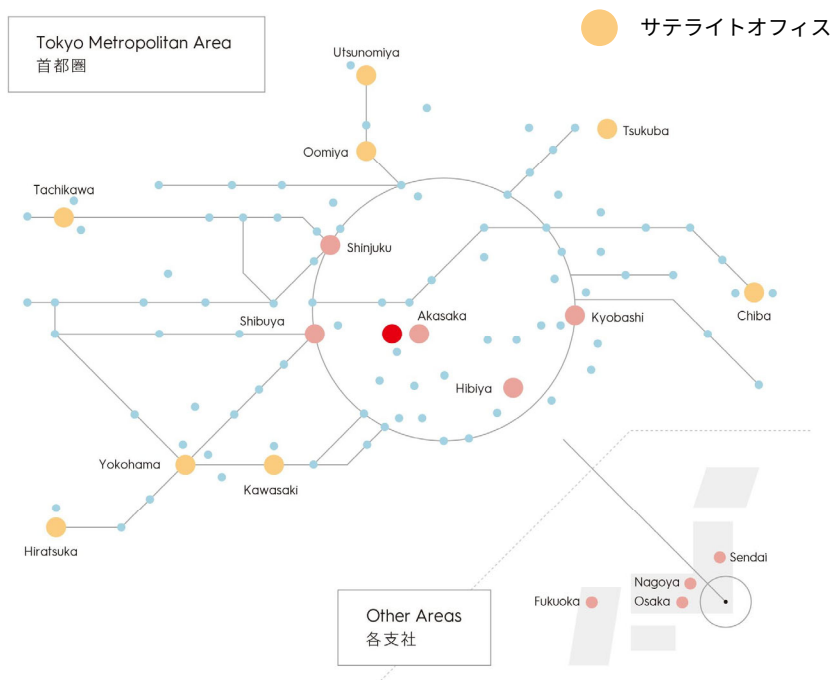 サテライトオフィス
Tokyo Metropolitan Area
首都圏
Utsunomiya
Tsukuba
Oomiya
Tachikawa
Shinjuku
Akasaka
Shibuya
Kyobashi
Chiba
Hibiya
Yokohama
Kawasaki
Hiratsuka
Sendai
Nagoya
Fukuoka
Osaka
Other Areas
各支社